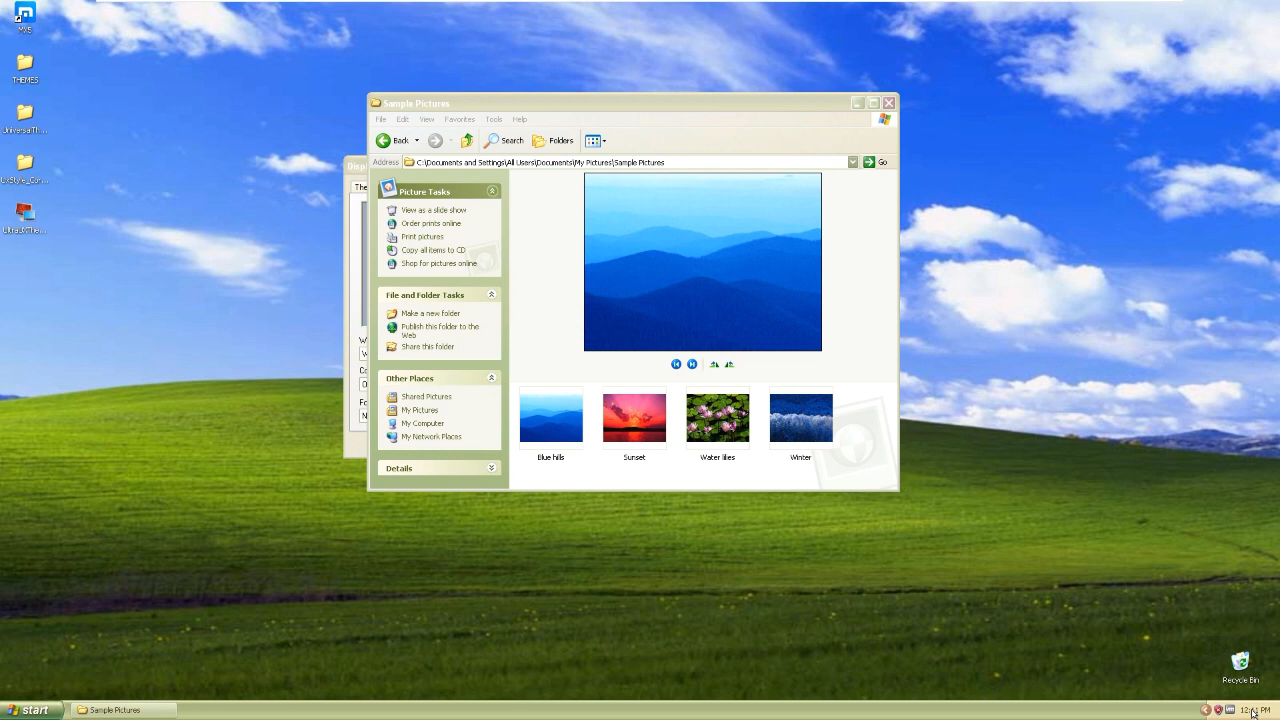 MX5
THEMES
UniversalTh...
UxStyle_Cor...
UltraUXThe...
Sample Pictures
File Edit View Favorites Tools Help
Back Search Folders
Address C:\Documents and Settings\All Users\Documents\My Pictures\Sample Pictures Go
Picture Tasks
View as a slide show
Order prints online
Print pictures
Copy all items to CD
Shop for pictures online
File and Folder Tasks
Make a new folder
Publish this folder to the
Web
Share this folder
Other Places
Shared Pictures
My Pictures
My Computer
My Network Places
Details
Blue hills
Sunset
Water lilies
Winter
Recycle Bin
start
Sample Pictures
PM